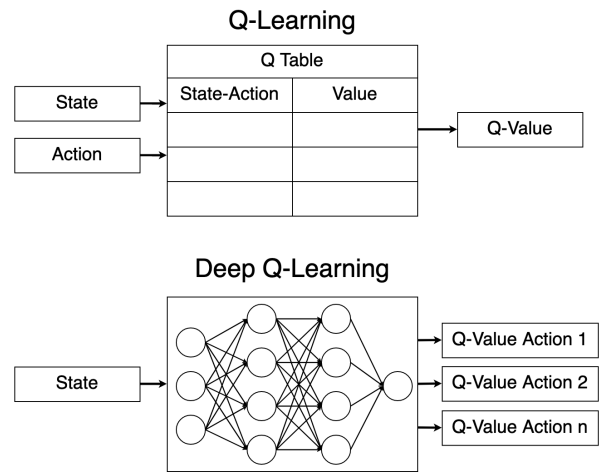 Q-Learning
Q Table
State-Action
Value
State
Action
Q-Value
Deep Q-Learning
State
Q-Value Action 1
Q-Value Action 2
Q-Value Action n